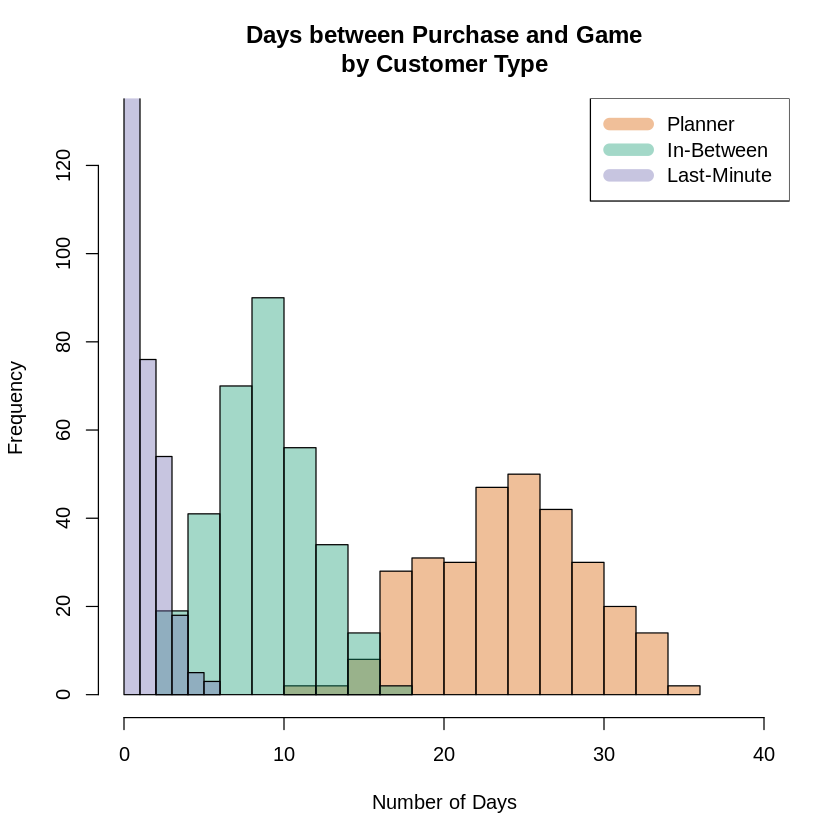 Days between Purchase and Game
by Customer Type
Planner
In-Between
Last-Minute
Frequency
120
100
80
60
40
20
0
0 10 20 30 40
Number of Days